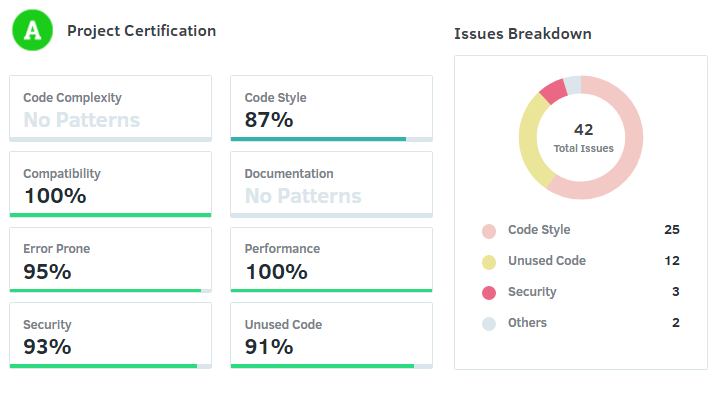 A
Project Certification
Code Complexity
No Patterns
Code Style
87%
Compatibility
100%
Documentation
No Patterns
Error Prone
95%
Performance
100%
Security
93%
Unused Code
91%
Issues Breakdown
42
Total Issues
Code Style 25
Unused Code 12
Security 3
Others 2